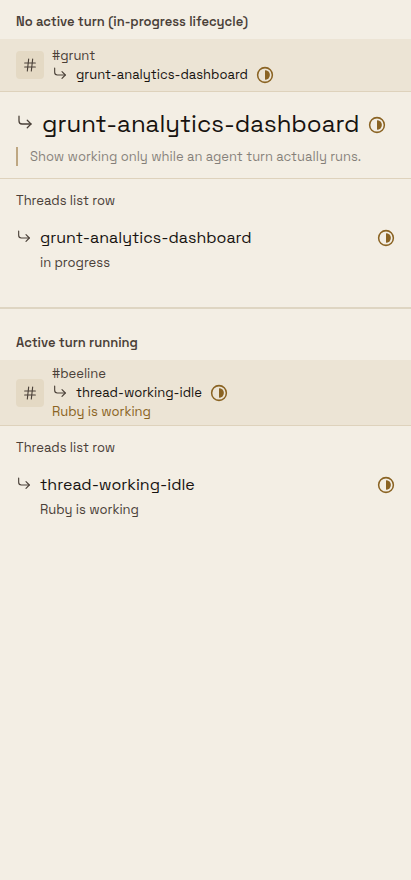 No active turn (in-progress lifecycle)
#
#grunt
grunt-analytics-dashboard
grunt-analytics-dashboard
Show working only while an agent turn actually runs.
Threads list row
grunt-analytics-dashboard
in progress
Active turn running
#
#beeline
thread-working-idle
Ruby is working
Threads list row
thread-working-idle
Ruby is working